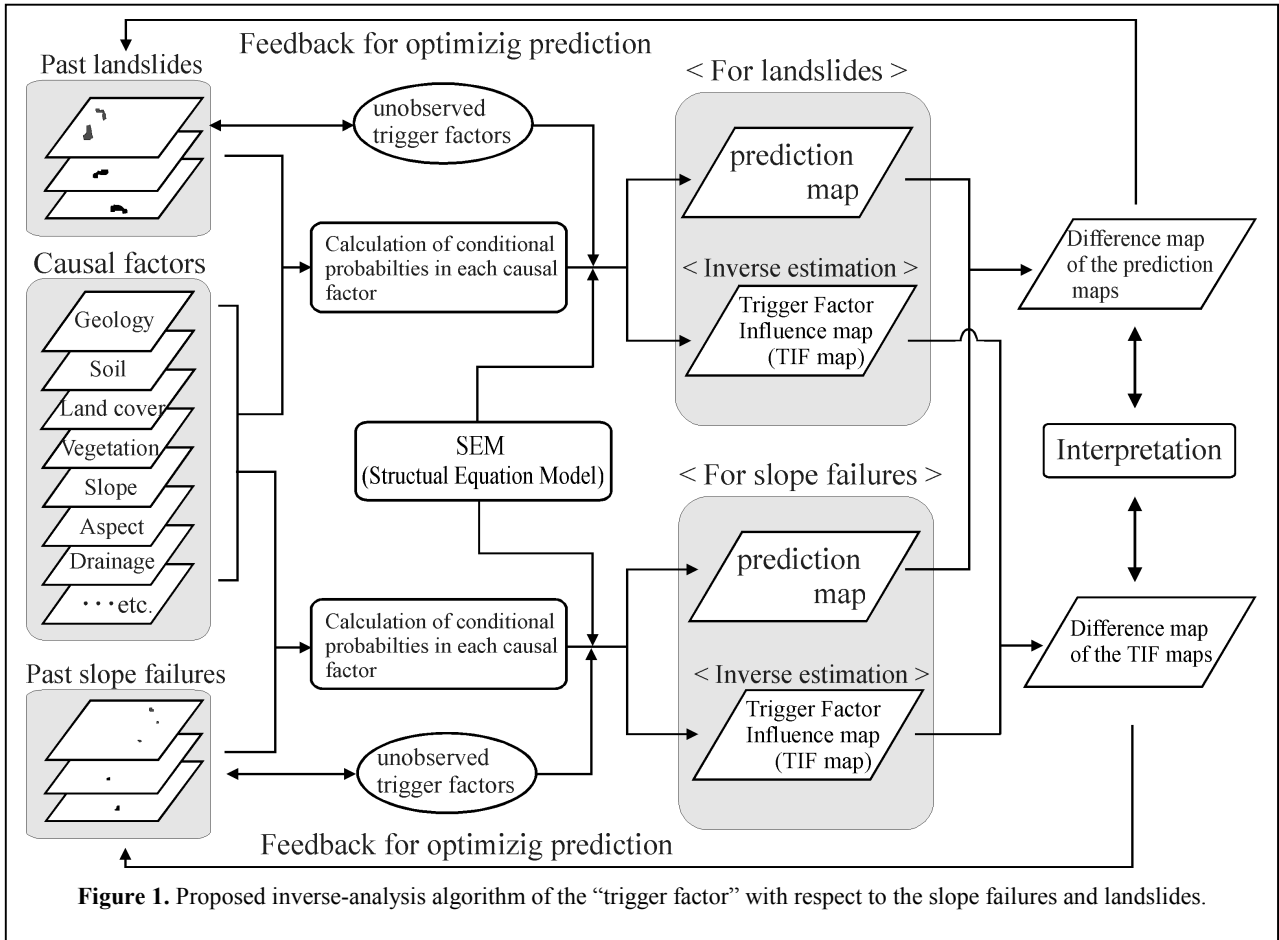 Feedback for optimizig prediction
Past landslides
unobserved
trigger factors
< For landslides >
prediction
map
Calculation of conditional
probabilties in each causal
factor
< Inverse estimation >
Trigger Factor
Influence map
(TIF map)
Difference map
of the prediction
maps
Causal factors
Geology
Soil
Land cover
Vegetation
Slope
Aspect
Drainage
···etc.
SEM
(Structual Equation Model)
Interpretation
< For slope failures >
prediction
map
Calculation of conditional
probabilties in each causal
factor
< Inverse estimation >
Trigger Factor
Influence map
(TIF map)
Difference map
of the TIF maps
Past slope failures
unobserved
trigger factors
Feedback for optimizig prediction
Figure 1. Proposed inverse-analysis algorithm of the “trigger factor” with respect to the slope failures and landslides.